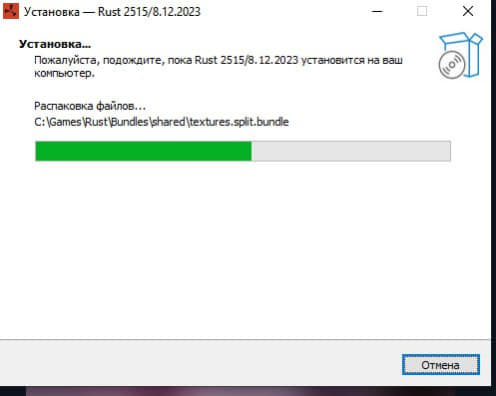 Установка — Rust 2515/8.12.2023
Установка...
Пожалуйста, подождите, пока Rust 2515/8.12.2023 установится на ваш
компьютер.
Распаковка файлов...
C:\Games\Rust\Bundles\shared\textures.split.bundle
Отмена